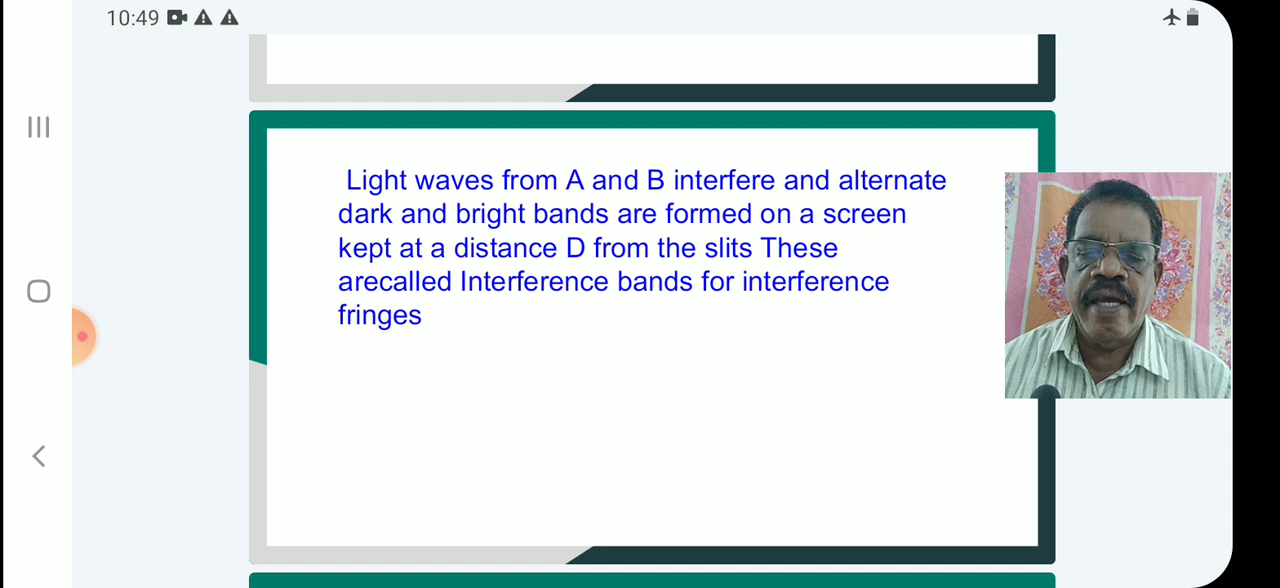 10:49
Light waves from A and B interfere and alternate
dark and bright bands are formed on a screen
kept at a distance D from the slits These
arecalled Interference bands for interference
fringes